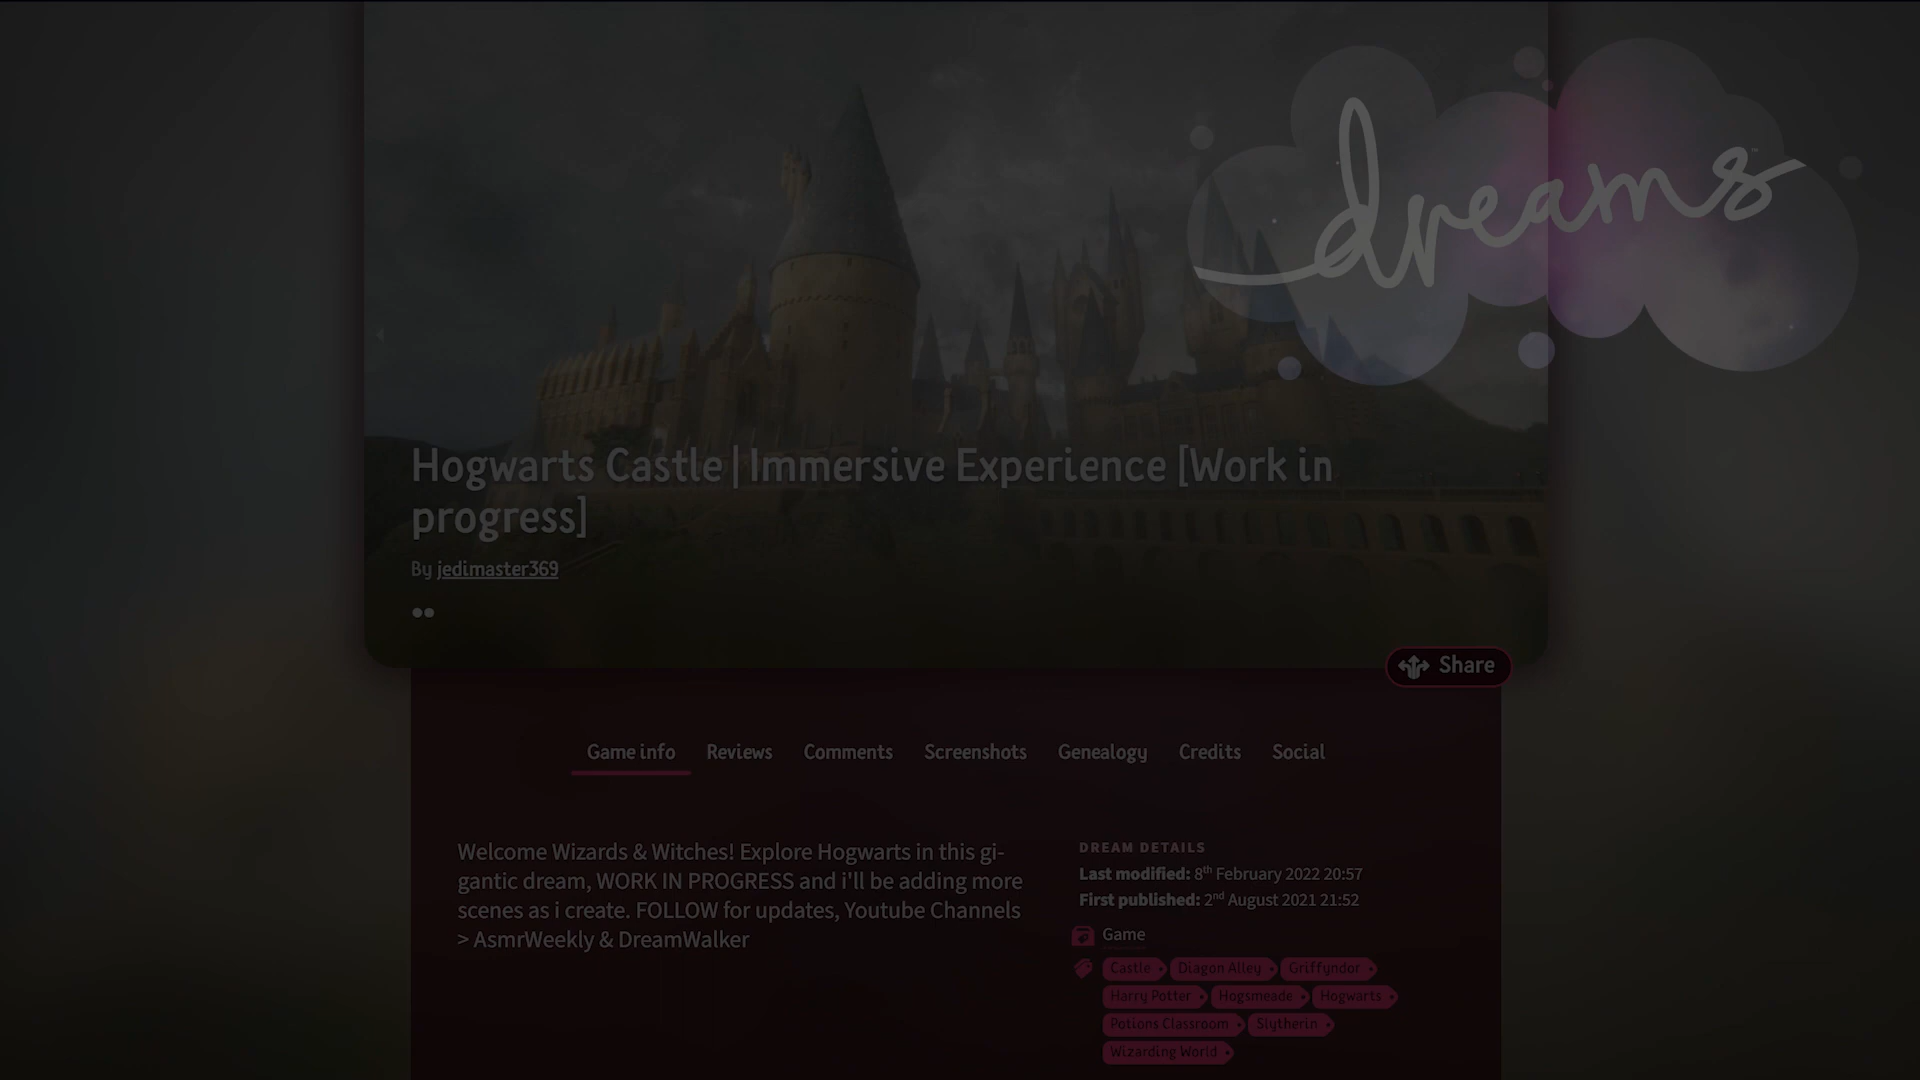 dreams™
Hogwarts Castle | Immersive Experience [Work in
progress]
By jedimaster369
Share
Game info Reviews Comments Screenshots Genealogy Credits Social
Welcome Wizards & Witches! Explore Hogwarts in this gi-
gantic dream, WORK IN PROGRESS and i'll be adding more
scenes as i create. FOLLOW for updates, Youtube Channels
> AsmrWeekly & DreamWalker
DREAM DETAILS
Last modified: 8th February 2022 20:57
First published: 2nd August 2021 21:52
Game
Castle Diagon Alley Griffyndor
Harry Potter Hogsmeade Hogwarts
Potions Classroom Slytherin
Wizarding World